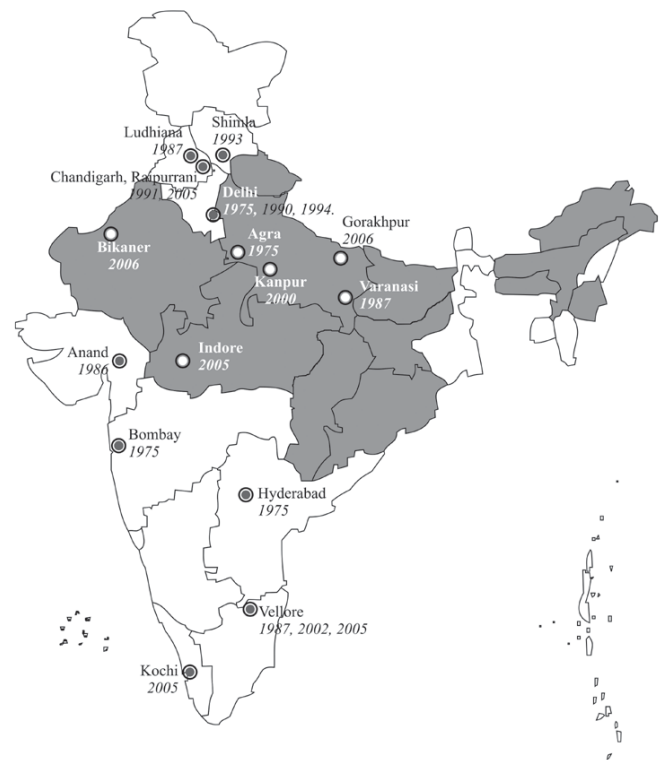 Shimla
1993
Ludhiana
1987
Chandigarh, Raipurrani
1991, 2005
Delhi
1975, 1990, 1994.
Gorakhpur
2006
Agra
1975
Bikaner
2006
Kanpur
2000
Varanasi
1987
Indore
2005
Anand
1986
Bombay
1975
Hyderabad
1975
Vellore
1987, 2002, 2005
Kochi
2005